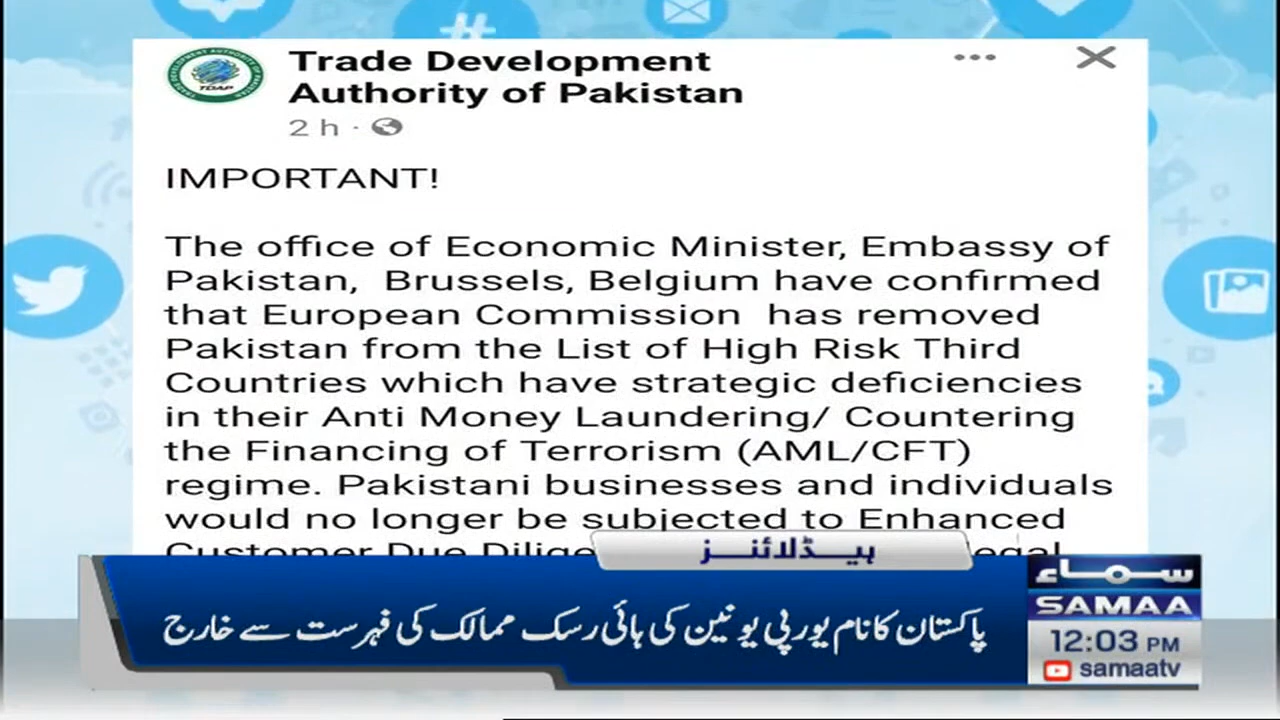 Trade Development
Authority of Pakistan
2 h
IMPORTANT!
The office of Economic Minister, Embassy of
Pakistan, Brussels, Belgium have confirmed
that European Commission has removed
Pakistan from the List of High Risk Third
Countries which have strategic deficiencies
in their Anti Money Laundering/ Countering
the Financing of Terrorism (AML/CFT)
regime. Pakistani businesses and individuals
would no longer be subjected to Enhanced
Customer Due
ہیڈلائنز
پاکستان کا نام یورپی یونین کی ہائی رسک ممالک کی فہرست سے خارج
سماء
SAMAA
12:03 PM
samaatv
TDAP